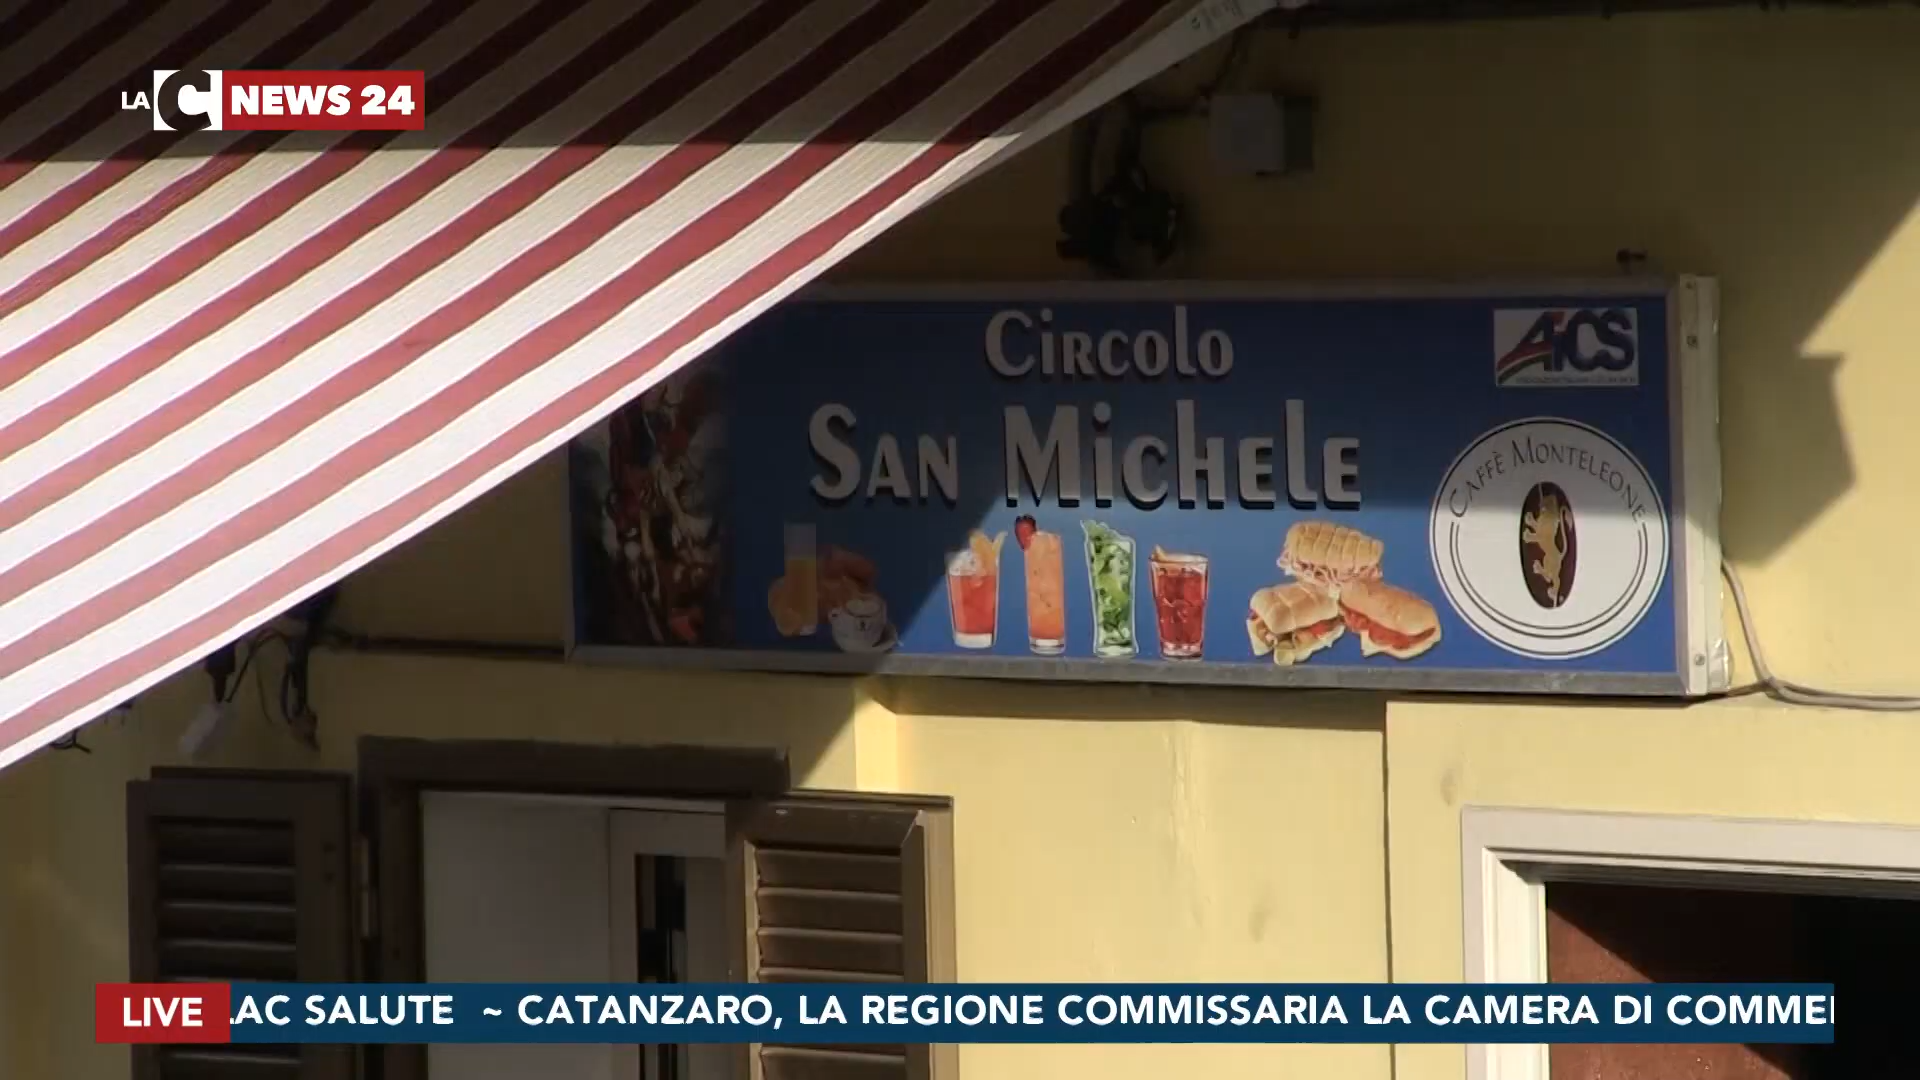 LA C NEWS 24
Circolo
San Michele
AiCS
CAFFÈ MONTELEONE
LIVE
LAC SALUTE ~ CATANZARO, LA REGIONE COMMISSARIA LA CAMERA DI COMME